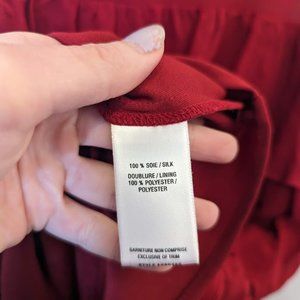 100 % SOIE / SILK
DOUBLURE / LINING
100 % POLYESTER /
POLYESTER
GARNITURE NON COMPRISE
EXCLUSIVE OF TRIM